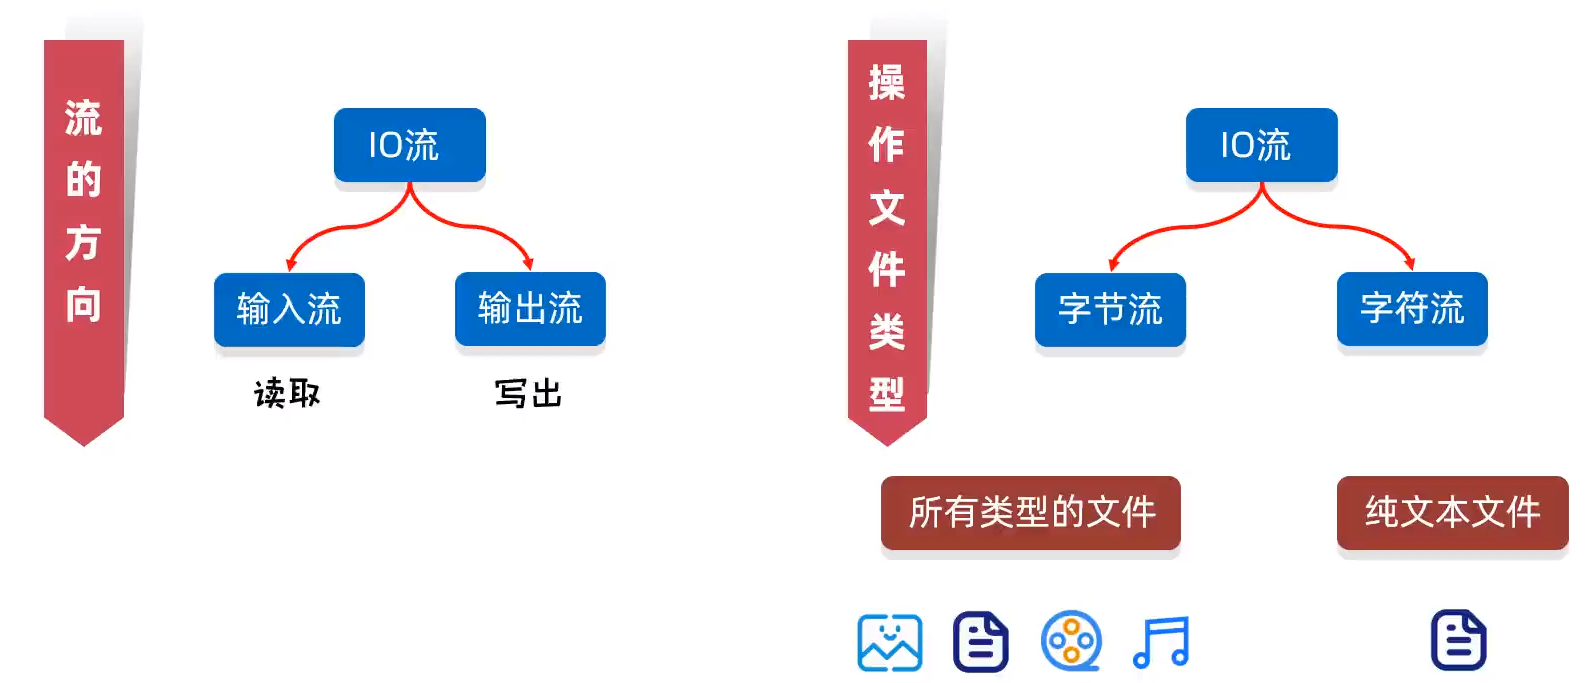 流的方向
IO流
输入流
输出流
读取
写出
操作文件类型
IO流
字节流
字符流
所有类型的文件
纯文本文件